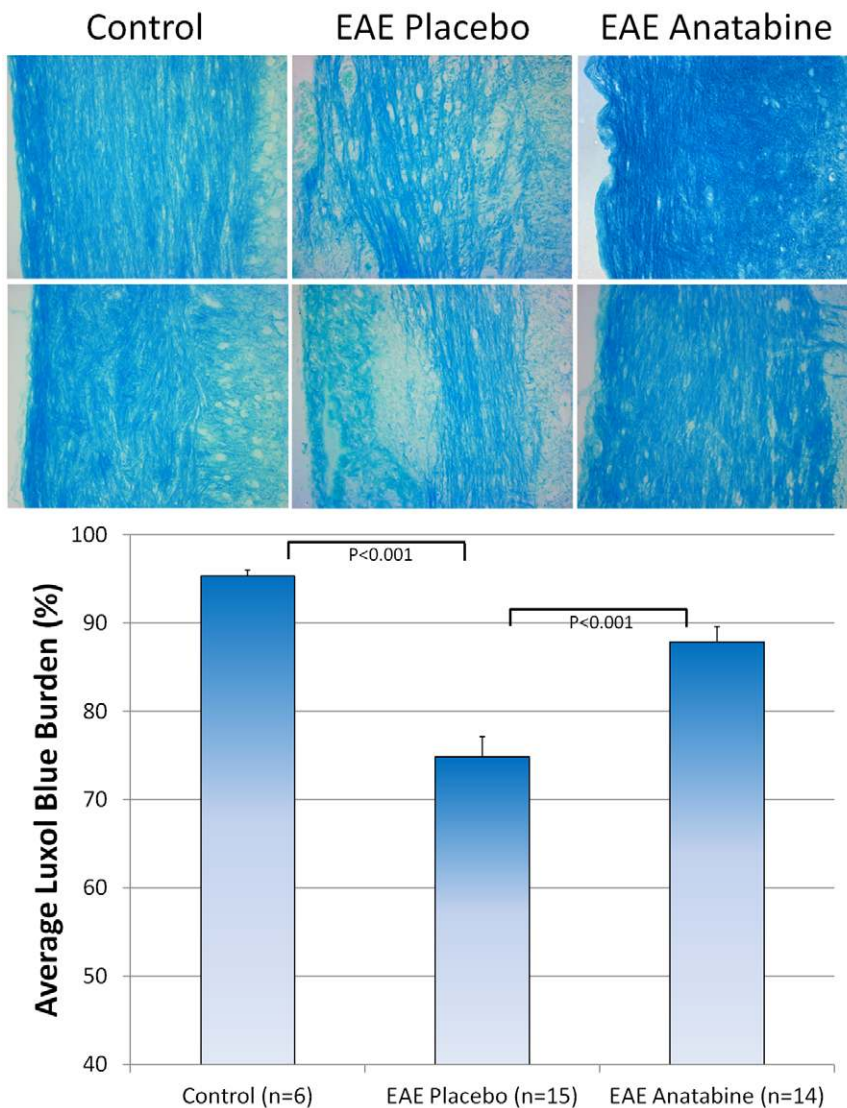 Control EAE Placebo EAE Anatabine
Average Luxol Blue Burden (%)
100
90
80
70
60
50
40
P<0.001
P<0.001
Control (n=6) EAE Placebo (n=15) EAE Anatabine (n=14)